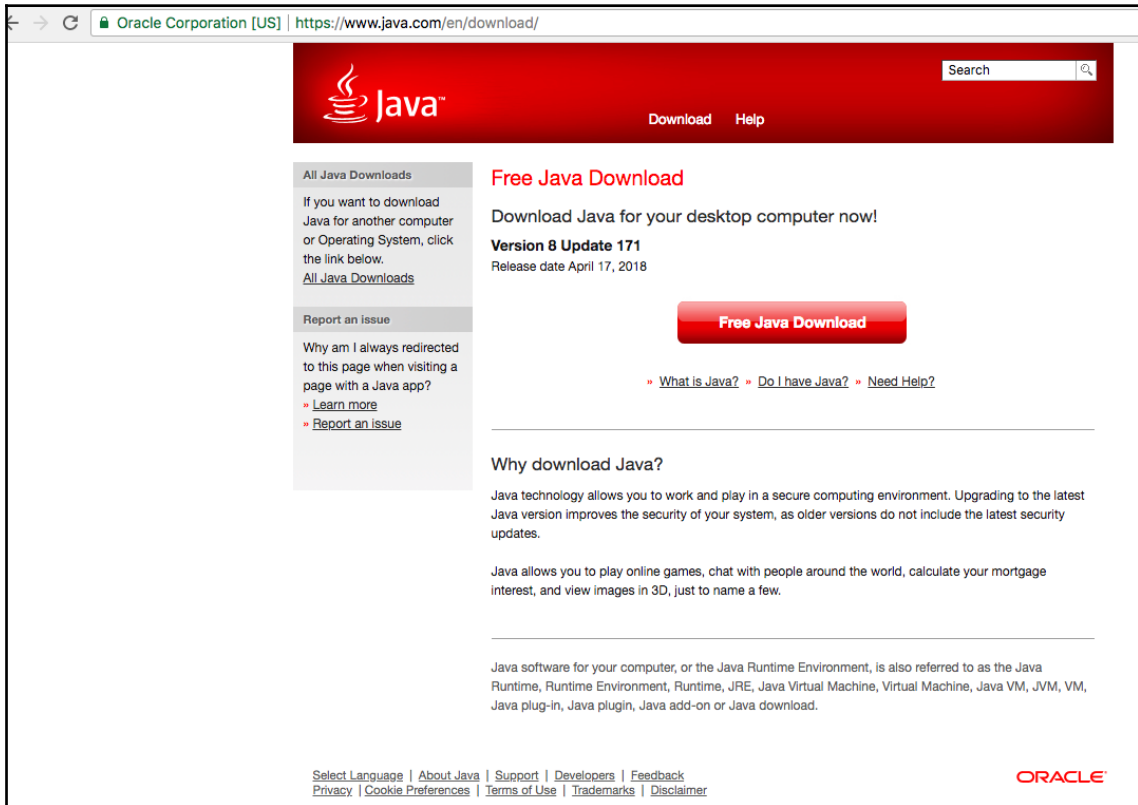 Oracle Corporation [US] | https://www.java.com/en/download/
Search
Java™
Download Help
All Java Downloads
If you want to download
Java for another computer
or Operating System, click
the link below.
All Java Downloads
Report an issue
Why am I always redirected
to this page when visiting a
page with a Java app?
» Learn more
» Report an issue
Free Java Download
Download Java for your desktop computer now!
Version 8 Update 171
Release date April 17, 2018
Free Java Download
» What is Java? » Do I have Java? » Need Help?
Why download Java?
Java technology allows you to work and play in a secure computing environment. Upgrading to the latest
Java version improves the security of your system, as older versions do not include the latest security
updates.
Java allows you to play online games, chat with people around the world, calculate your mortgage
interest, and view images in 3D, just to name a few.
Java software for your computer, or the Java Runtime Environment, is also referred to as the Java
Runtime, Runtime Environment, Runtime, JRE, Java Virtual Machine, Virtual Machine, Java VM, JVM, VM,
Java plug-in, Java plugin, Java add-on or Java download.
Select Language | About Java | Support | Developers | Feedback
Privacy | Cookie Preferences | Terms of Use | Trademarks | Disclaimer
ORACLE